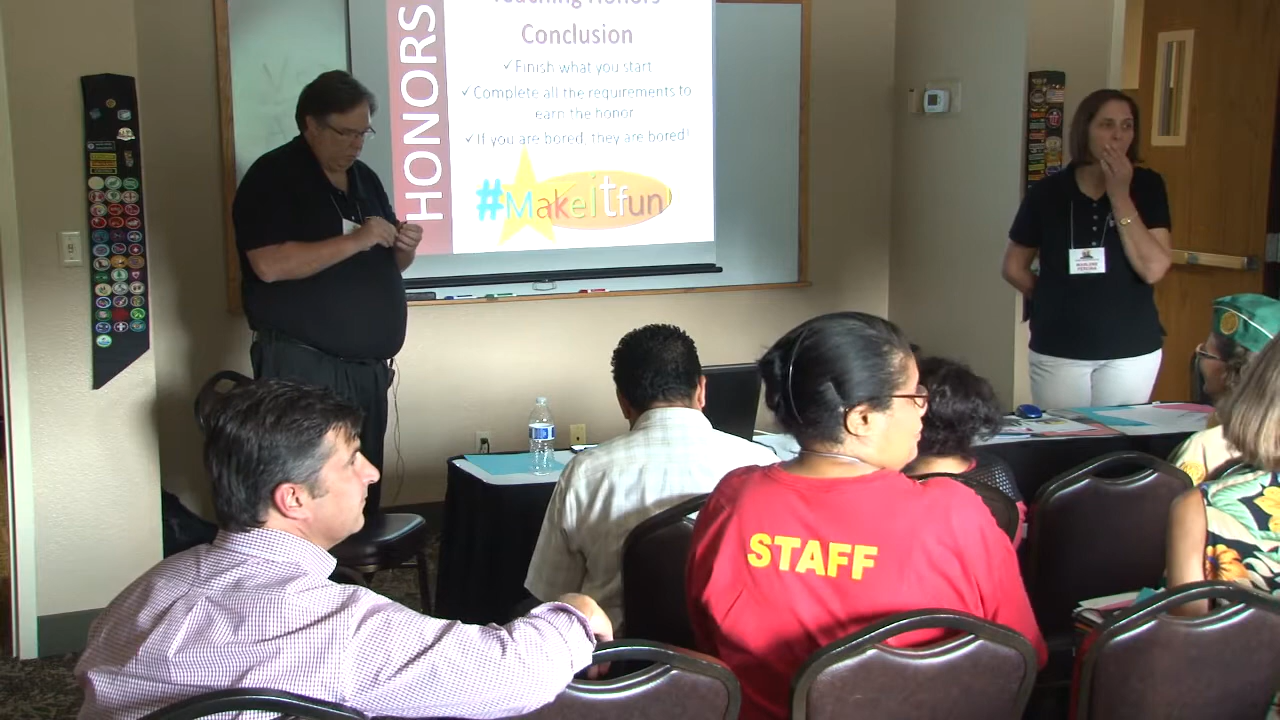 HONORS
Teaching Honors
Conclusion
✓Finish what you start
✓Complete all the requirements to
earn the honor
✓If you are bored, they are bored!
#MakeitFun!
STAFF